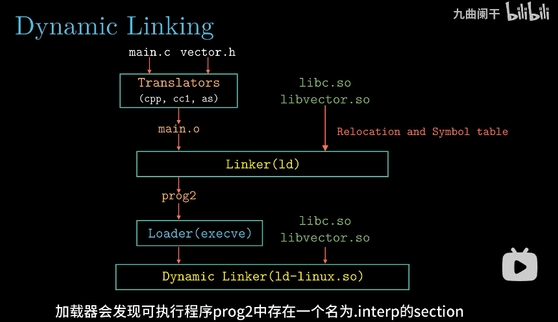 Dynamic Linking
九曲阑干 bilibili
main.c vector.h
Translators
(cpp, cc1, as)
libc.so
libvector.so
main.o
Relocation and Symbol table
Linker(ld)
prog2
Loader(execve)
libc.so
libvector.so
Dynamic Linker(ld-linux.so)
加载器会发现可执行程序prog2中存在一个名为.interp的section